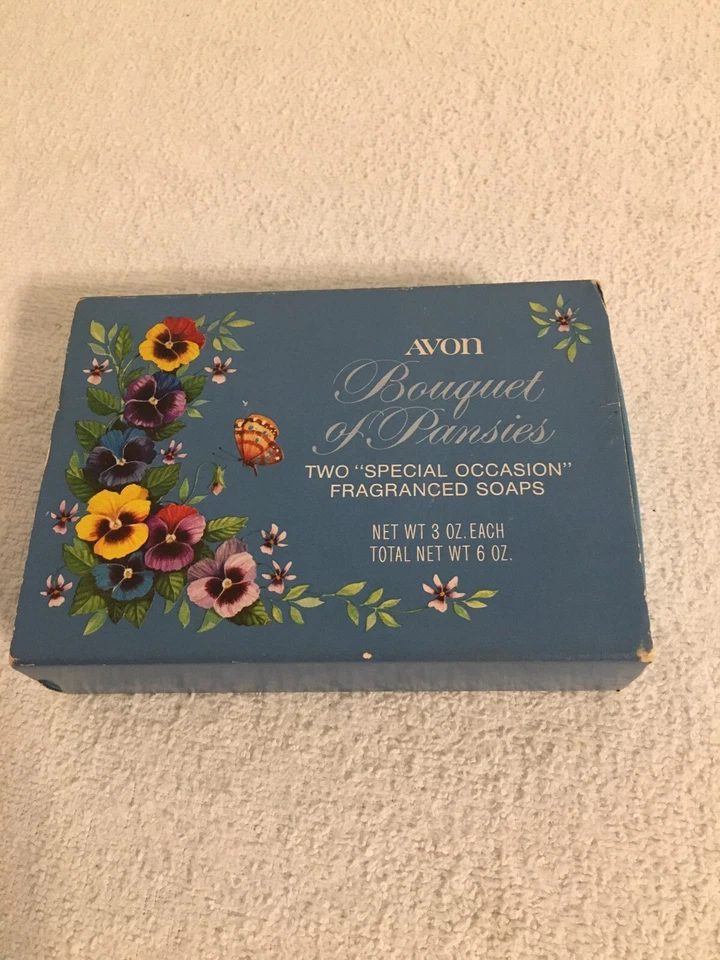 AVON
Bouquet
of Pansies
TWO "SPECIAL OCCASION"
FRAGRANCED SOAPS
NET WT 3 OZ. EACH
TOTAL NET WT 6 OZ.